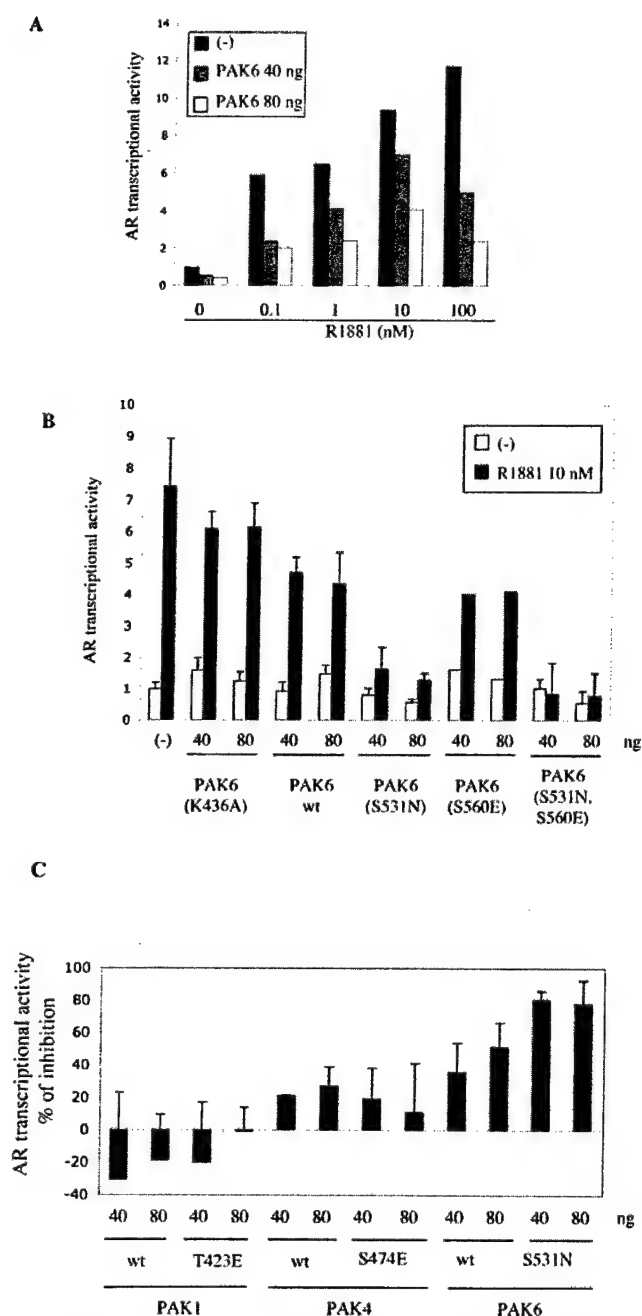 A
14
12
10
8
6
4
2
0
AR transcriptional activity
(-)
PAK6 40 ng
PAK6 80 ng
0 0.1 1 10 100
R1881 (nM)
B
10
9
8
7
6
5
4
3
2
1
0
AR transcriptional activity
(-)
R1881 10 nM
(-) 40 80 40 80 40 80 40 80 40 80 ng
PAK6 PAK6 PAK6 PAK6 PAK6
(K436A) wt (S531N) (S560E) (S531N,
S560E)
C
100
80
60
40
20
0
-20
-40
AR transcriptional activity
% of inhibition
40 80 40 80 40 80 40 80 40 80 40 80 ng
wt T423E wt S474E wt S531N
PAK1 PAK4 PAK6